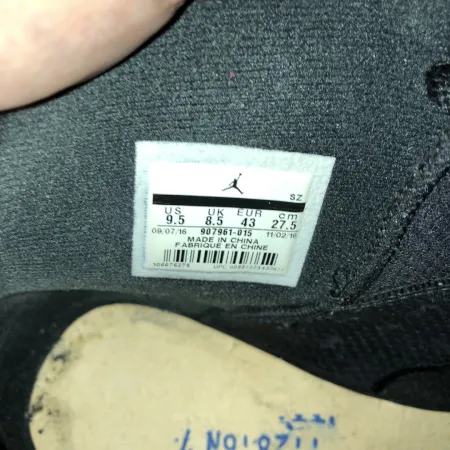 SZ
US UK EUR cm
9.5 8.5 43 27.5
09/07/16 907961-015 11/02/16
MADE IN CHINA
FABRIQUE EN CHINE
UPC